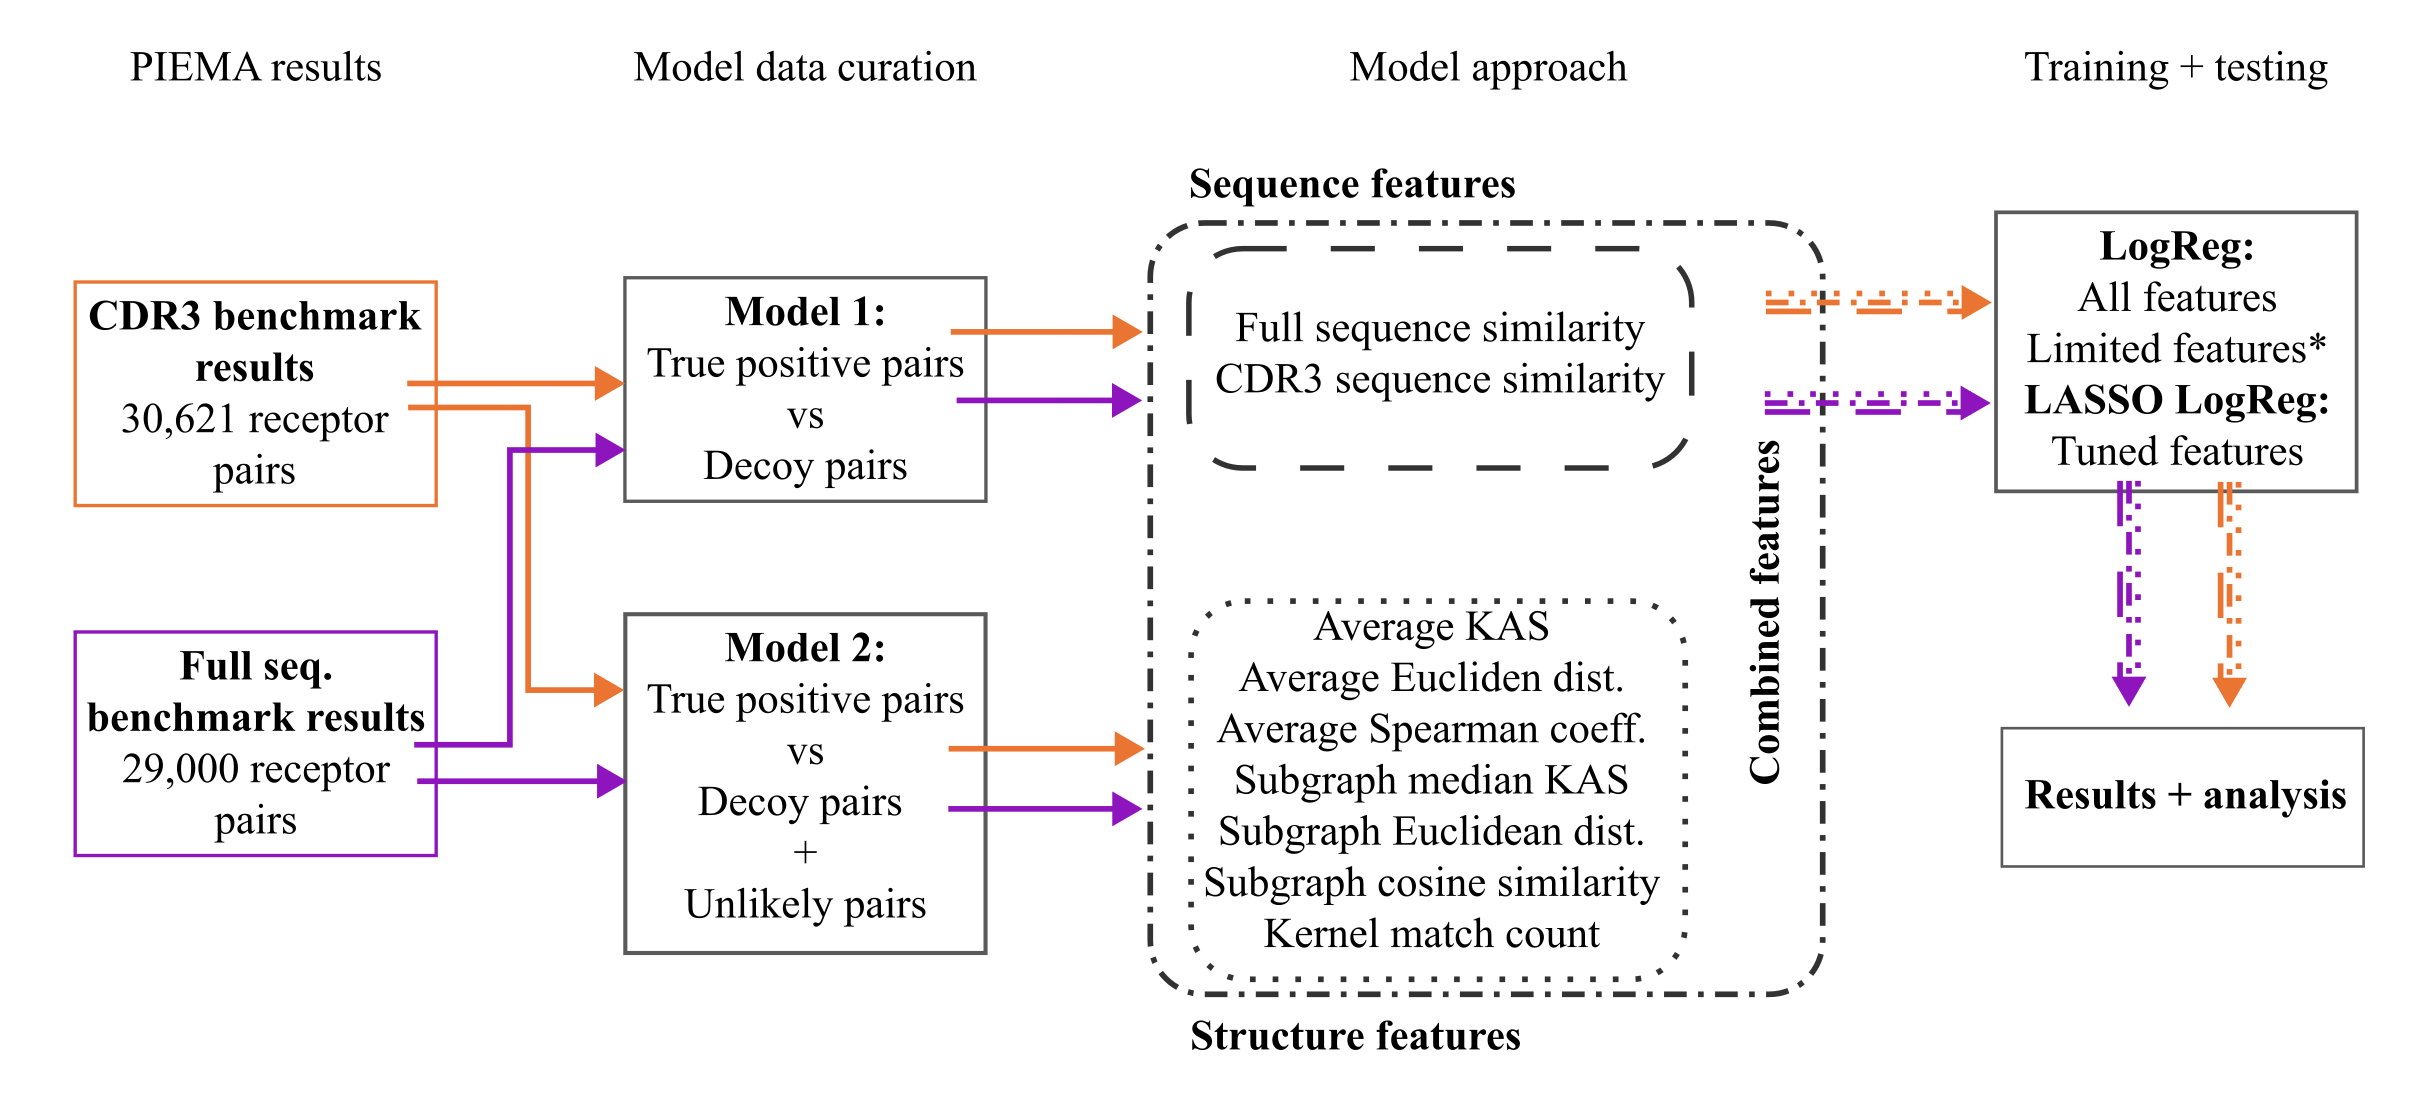 PIEMA results
Model data curation
Model approach
Training + testing
CDR3 benchmark
results
30,621 receptor
pairs
Full seq.
benchmark results
29,000 receptor
pairs
Model 1:
True positive pairs
vs
Decoy pairs
Model 2:
True positive pairs
vs
Decoy pairs
+
Unlikely pairs
Sequence features
Full sequence similarity
CDR3 sequence similarity
Average KAS
Average Eucliden dist.
Average Spearman coeff.
Subgraph median KAS
Subgraph Euclidean dist.
Subgraph cosine similarity
Kernel match count
Structure features
Combined features
LogReg:
All features
Limited features*
LASSO LogReg:
Tuned features
Results + analysis